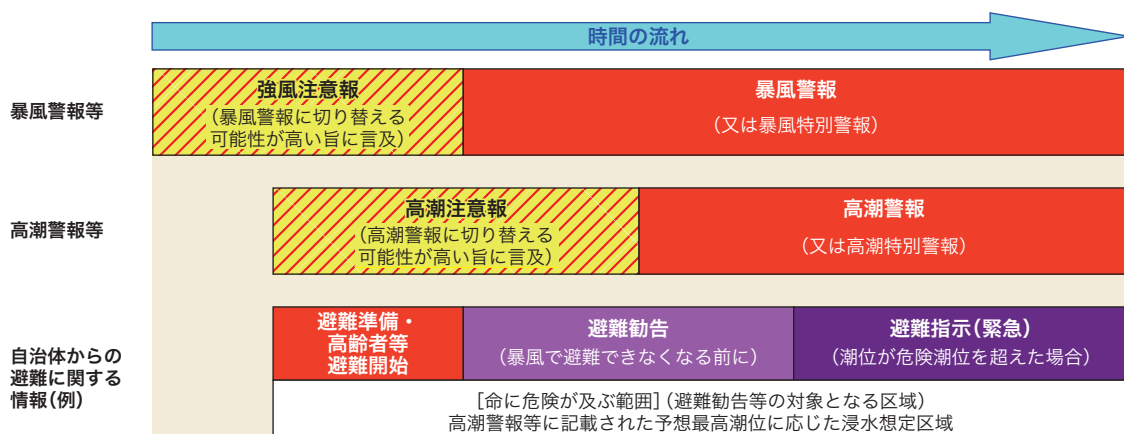 時間の流れ
暴風警報等
強風注意報
(暴風警報に切り替える
可能性が高い旨に言及)
暴風警報
(又は暴風特別警報)
高潮警報等
高潮注意報
(高潮警報に切り替える
可能性が高い旨に言及)
高潮警報
(又は高潮特別警報)
自治体からの
避難に関する
情報(例)
避難準備・
高齢者等
避難開始
避難勧告
(暴風で避難できなくなる前に)
避難指示(緊急)
(潮位が危険潮位を超えた場合)
[命に危険が及ぶ範囲](避難勧告等の対象となる区域)
高潮警報等に記載された予想最高潮位に応じた浸水想定区域